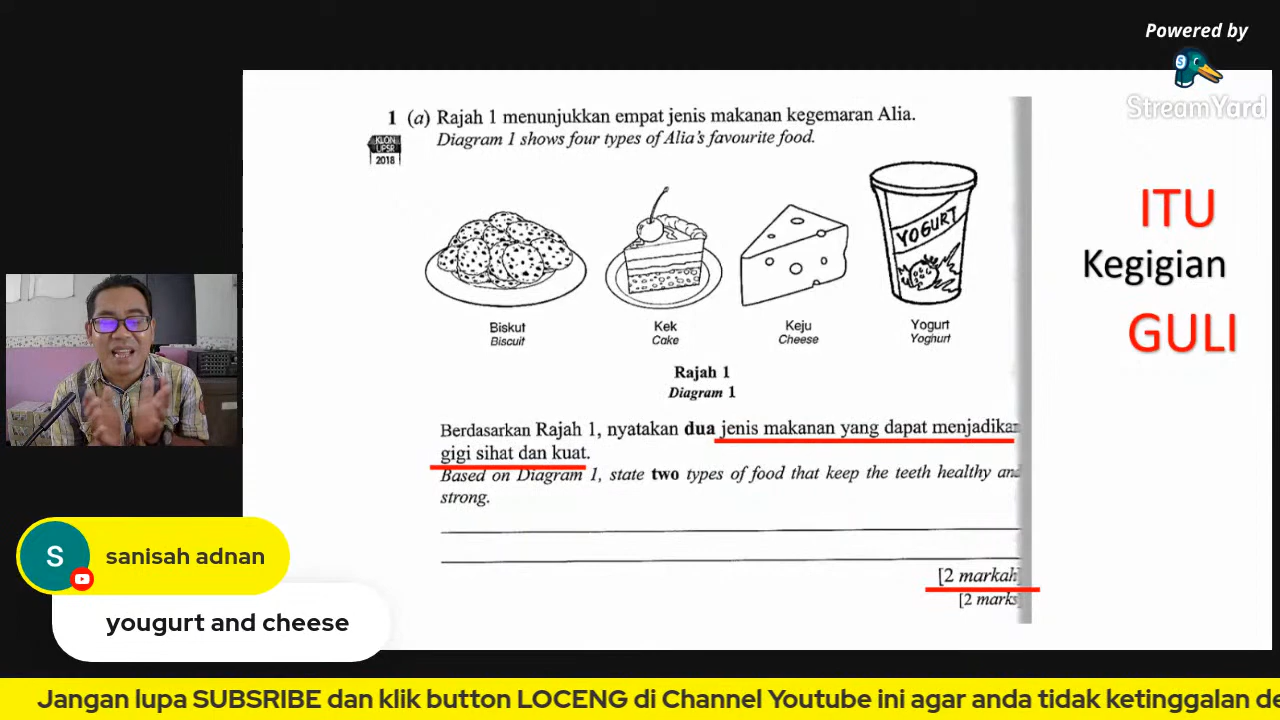 Powered by
StreamYard
1 (a) Rajah 1 menunjukkan empat jenis makanan kegemaran Alia.
Diagram 1 shows four types of Alia's favourite food.
KLON
UPSR
2018
YOGURT
Biskut
Biscuit
Kek
Cake
Keju
Cheese
Yogurt
Yoghurt
Rajah 1
Diagram 1
Berdasarkan Rajah 1, nyatakan dua jenis makanan yang dapat menjadikan
gigi sihat dan kuat.
Based on Diagram 1, state two types of food that keep the teeth healthy and
strong.
[2 markah]
[2 marks]
ITU
Kegigian
GULI
S
sanisah adnan
yougurt and cheese
Jangan lupa SUBSRIBE dan klik button LOCENG di Channel Youtube ini agar anda tidak ketinggalan de